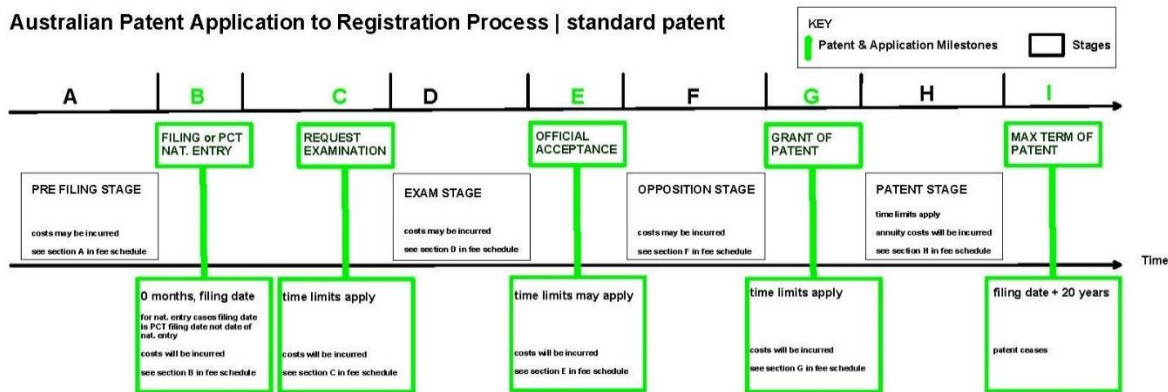 Australian Patent Application to Registration Process | standard patent
KEY
Patent & Application Milestones
Stages
A
B
C
D
E
F
G
H
I
FILING or PCT
NAT. ENTRY
REQUEST
EXAMINATION
OFFICIAL
ACCEPTANCE
GRANT OF
PATENT
MAX TERM OF
PATENT
PRE FILING STAGE
costs may be incurred
see section A in fee schedule
EXAM STAGE
costs may be incurred
see section D in fee schedule
OPPOSITION STAGE
costs may be incurred
see section F in fee schedule
PATENT STAGE
time limits apply
annuity costs will be incurred
see section H in fee schedule
Time
0 months, filing date
for nat. entry cases filing date
is PCT filing date not date of
nat. entry
costs will be incurred
see section B in fee schedule
time limits apply
costs will be incurred
see section C in fee schedule
time limits may apply
costs will be incurred
see section E in fee schedule
time limits apply
costs will be incurred
see section G in fee schedule
filing date + 20 years
patent ceases